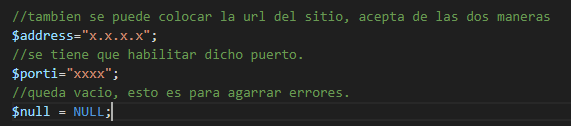 //tambien se puede colocar la url del sitio, acepta de las dos maneras
$address="x.x.x.x";
//se tiene que habilitar dicho puerto.
$porti="xxxx";
//queda vacio, esto es para agarrar errores.
$null = NULL;